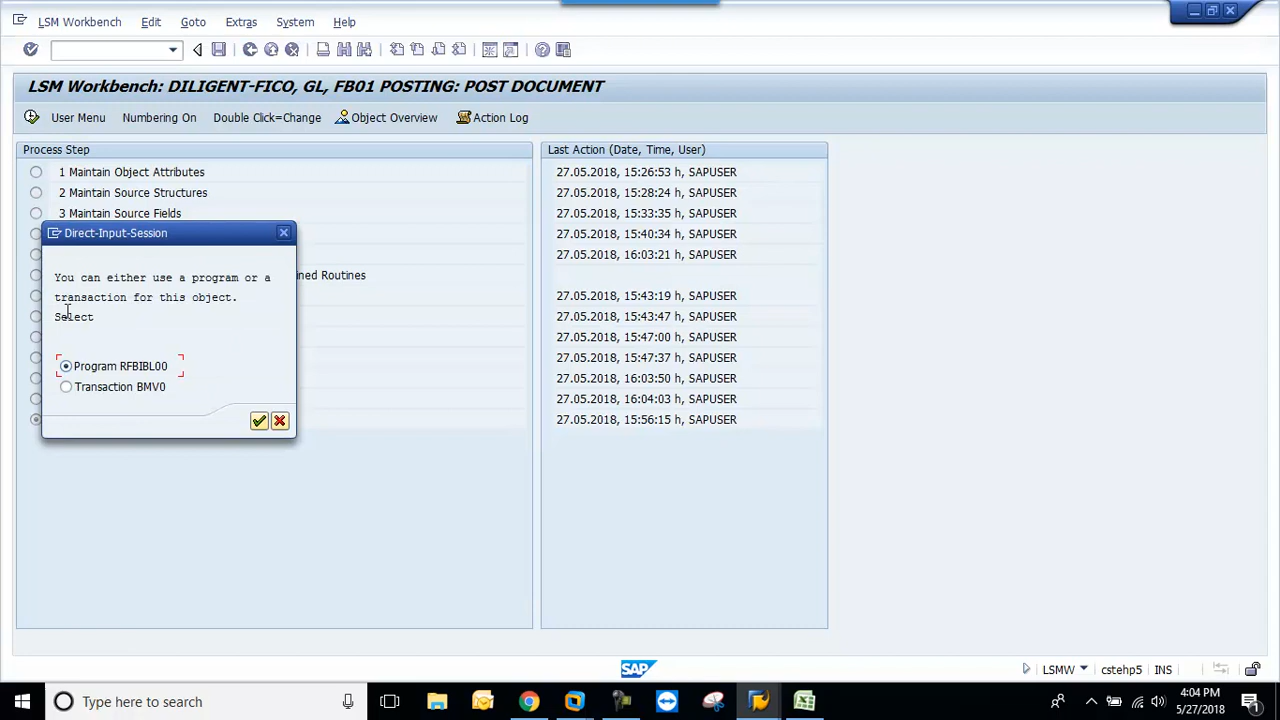 LSM Workbench Edit Goto Extras System Help
LSM Workbench: DILIGENT-FICO, GL, FB01 POSTING: POST DOCUMENT
User Menu Numbering On Double Click=Change Object Overview Action Log
Process Step
1 Maintain Object Attributes
2 Maintain Source Structures
3 Maintain Source Fields
ined Routines
Direct-Input-Session
You can either use a program or a
transaction for this object.
Select
Program RFBIBL00
Transaction BMV0
Last Action (Date, Time, User)
27.05.2018, 15:26:53 h, SAPUSER
27.05.2018, 15:28:24 h, SAPUSER
27.05.2018, 15:33:35 h, SAPUSER
27.05.2018, 15:40:34 h, SAPUSER
27.05.2018, 16:03:21 h, SAPUSER
27.05.2018, 15:43:19 h, SAPUSER
27.05.2018, 15:43:47 h, SAPUSER
27.05.2018, 15:47:00 h, SAPUSER
27.05.2018, 15:47:37 h, SAPUSER
27.05.2018, 16:03:50 h, SAPUSER
27.05.2018, 16:04:03 h, SAPUSER
27.05.2018, 15:56:15 h, SAPUSER
SAP
LSMW cstehp5 INS
Type here to search
4:04 PM
5/27/2018
1